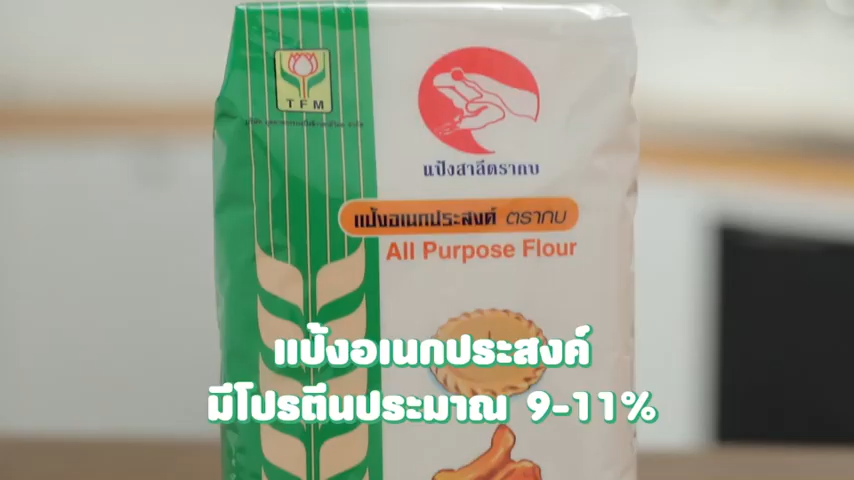 TFM
แป้งสาลีตรากบ
แป้งอเนกประสงค์ ตรากบ
All Purpose Flour
แป้งอเนกประสงค์
มีโปรตีนประมาณ 9-11%